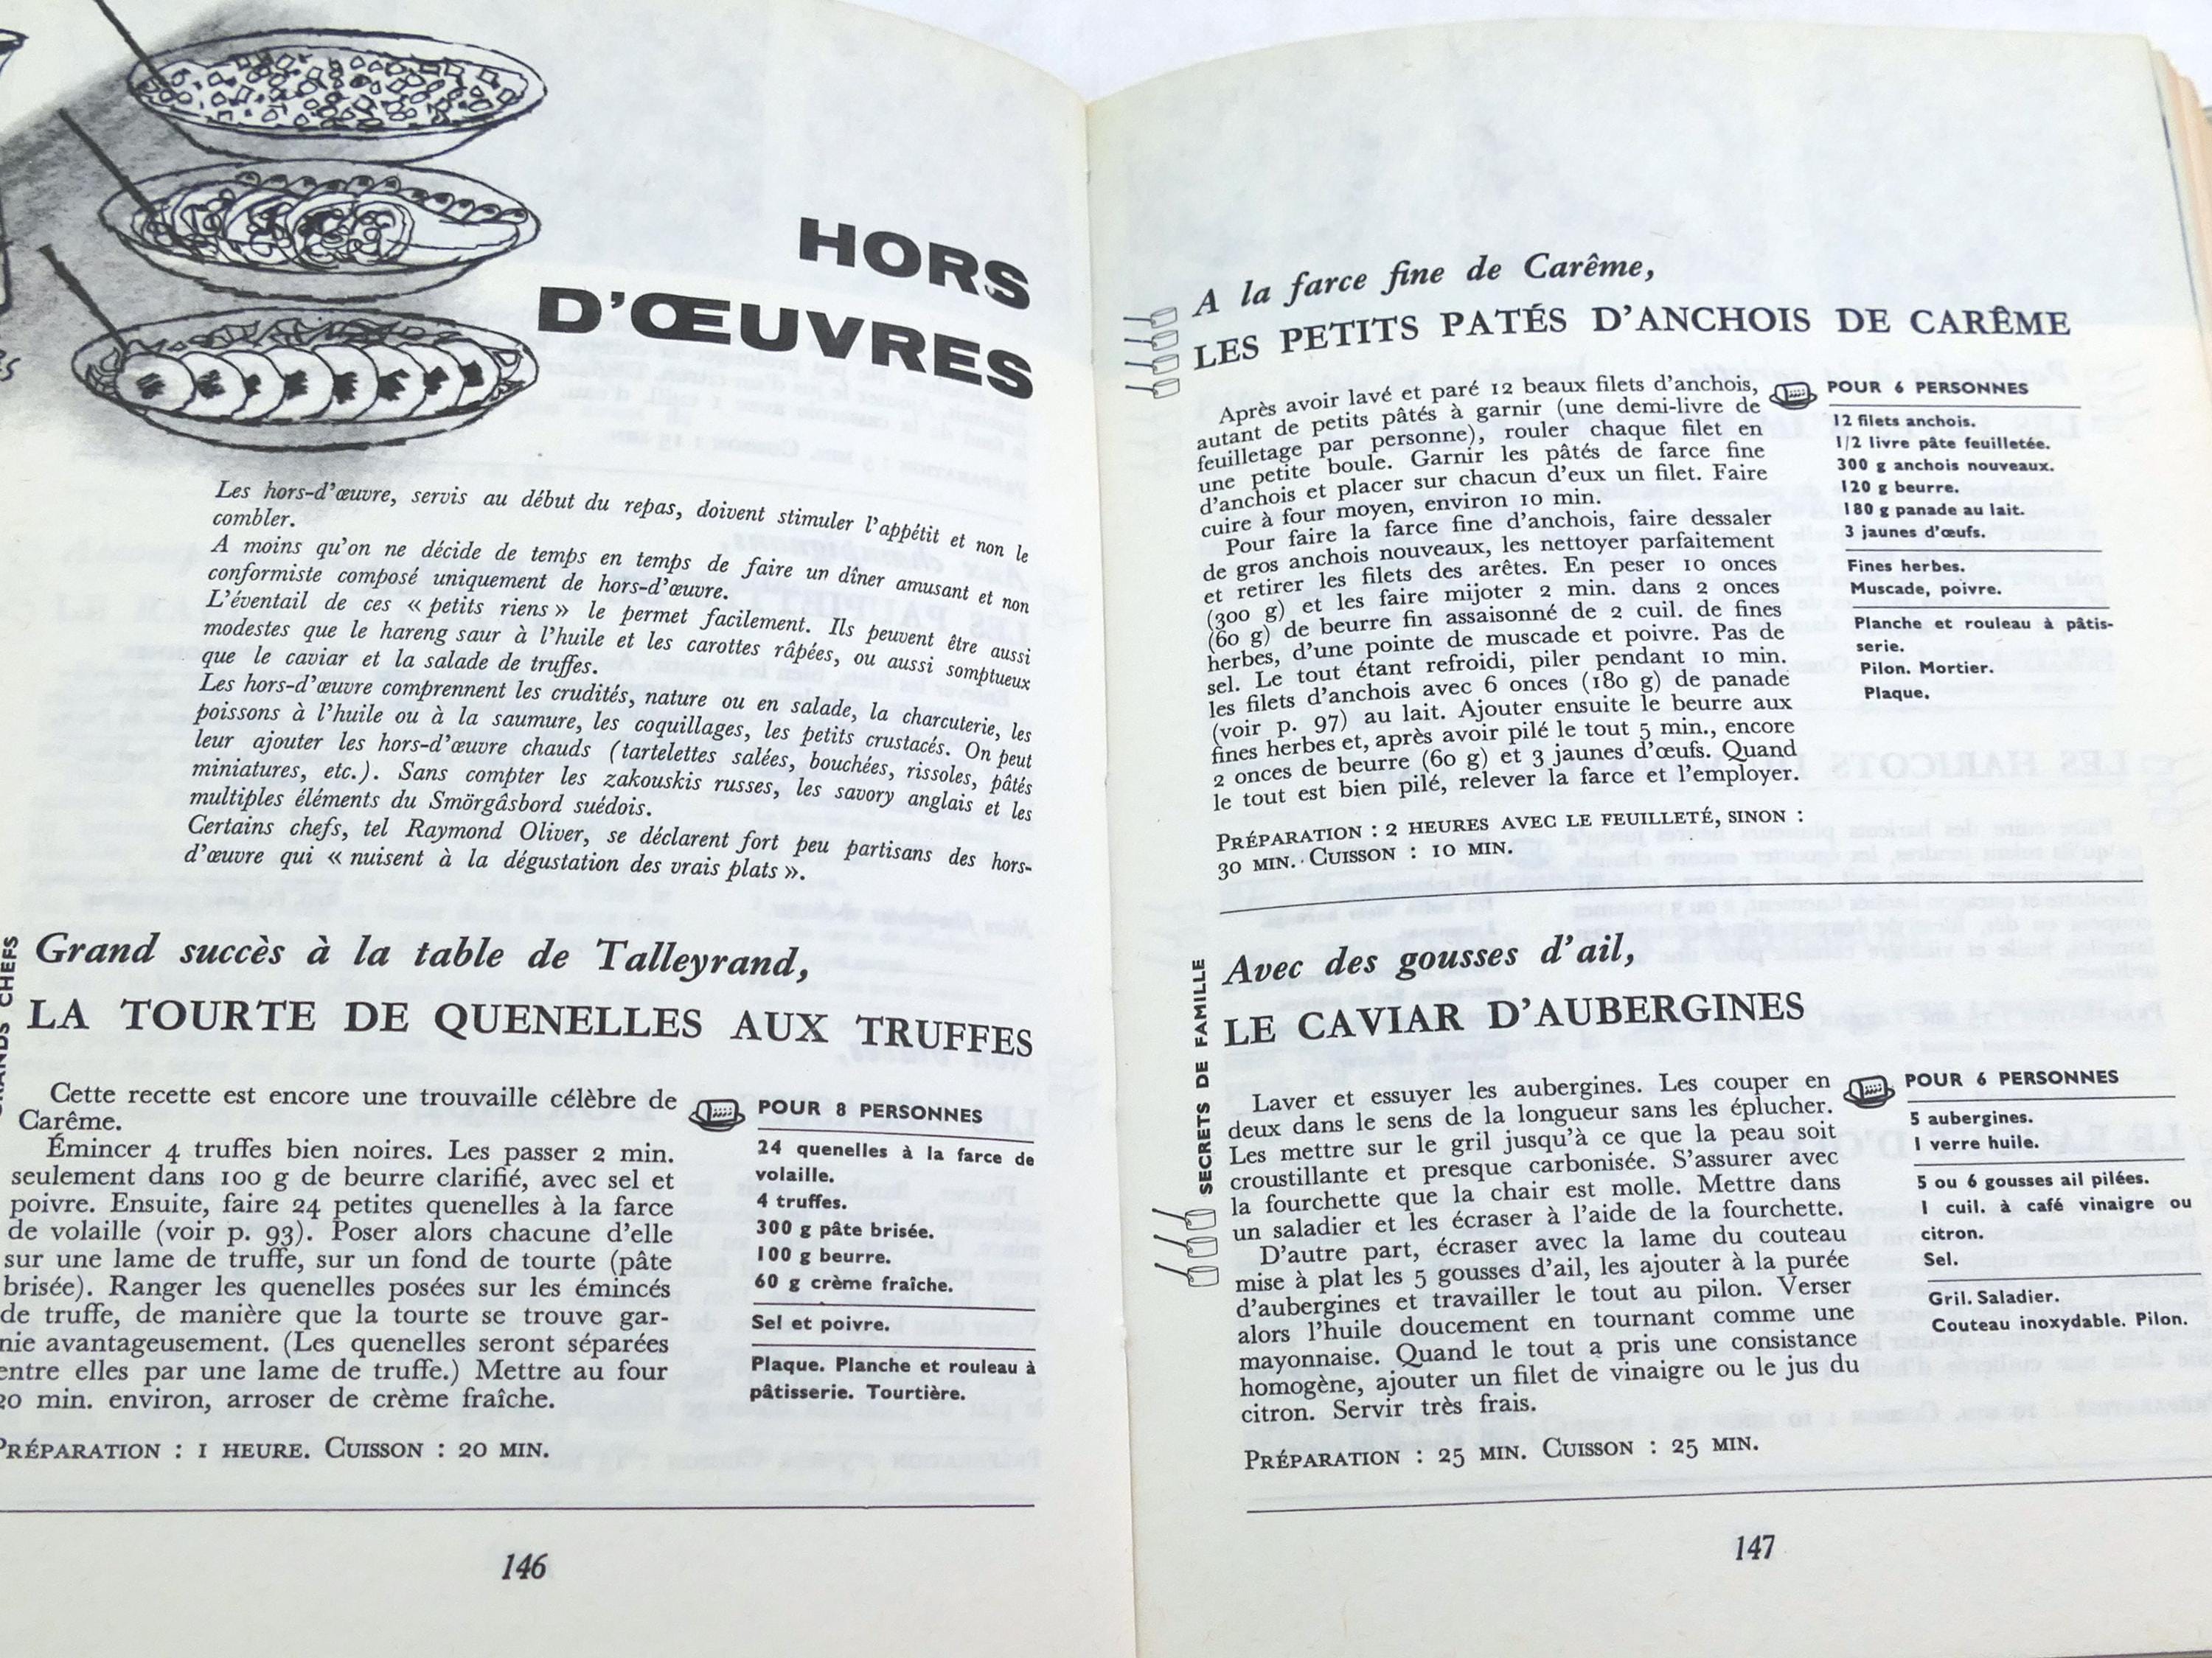 HORS
D'ŒUVRES
Les hors-d'œuvre, servis au début du repas, doivent stimuler l'appétit et non le
combler.
A moins qu'on ne décide de temps en temps de faire un dîner amusant et non
conformiste composé uniquement de hors-d'œuvre.
L'éventail de ces « petits riens » le permet facilement. Ils peuvent être aussi
modestes que le hareng saur à l'huile et les carottes râpées, ou aussi somptueux
que le caviar et la salade de truffes.
Les hors-d'œuvre comprennent les crudités, nature ou en salade, la charcuterie, les
poissons à l'huile ou à la saumure, les coquillages, les petits crustacés. On peut
leur ajouter les hors-d'œuvre chauds (tartelettes salées, bouchées, rissoles, pâtés
miniatures, etc.). Sans compter les zakouskis russes, les savory anglais et les
multiples éléments du Smörgâsbord suédois.
Certains chefs, tel Raymond Oliver, se déclarent fort peu partisans des hors-
d'œuvre qui « nuisent à la dégustation des vrais plats ».
CHEFS
Grand succès à la table de Talleyrand,
LA TOURTE DE QUENELLES AUX TRUFFES
Cette recette est encore une trouvaille célèbre de
Carême.
Émincer 4 truffes bien noires. Les passer 2 min.
seulement dans 100 g de beurre clarifié, avec sel et
poivre. Ensuite, faire 24 petites quenelles à la farce
de volaille (voir p. 93). Poser alors chacune d'elle
sur une lame de truffe, sur un fond de tourte (pâte
brisée). Ranger les quenelles posées sur les émincés
de truffe, de manière que la tourte se trouve gar-
nie avantageusement. (Les quenelles seront séparées
entre elles par une lame de truffe.) Mettre au four
20 min. environ, arroser de crème fraîche.
PRÉPARATION : 1 HEURE. CUISSON : 20 MIN.
POUR 8 PERSONNES
24 quenelles à la farce de
volaille.
4 truffes.
300 g pâte brisée.
100 g beurre.
60 g crème fraîche.
Sel et poivre.
Plaque. Planche et rouleau à
pâtisserie. Tourtière.
146
A la farce fine de Carême,
LES PETITS PATÉS D'ANCHOIS DE CARÊME
Après avoir lavé et paré 12 beaux filets d'anchois,
autant de petits pâtés à garnir (une demi-livre de
feuilletage par personne), rouler chaque filet en
une petite boule. Garnir les pâtés de farce fine
d'anchois et placer sur chacun d'eux un filet. Faire
cuire à four moyen, environ 10 min.
Pour faire la farce fine d'anchois, faire dessaler
de gros anchois nouveaux, les nettoyer parfaitement
et retirer les filets des arêtes. En peser 10 onces
(300 g) et les faire mijoter 2 min. dans 2 onces
(60 g) de beurre fin assaisonné de 2 cuil. de fines
herbes, d'une pointe de muscade et poivre. Pas de
sel. Le tout étant refroidi, piler pendant 10 min.
les filets d'anchois avec 6 onces (180 g) de panade
(voir p. 97) au lait. Ajouter ensuite le beurre aux
fines herbes et, après avoir pilé le tout 5 min., encore
2 onces de beurre (60 g) et 3 jaunes d'œufs. Quand
le tout est bien pilé, relever la farce et l'employer.
PRÉPARATION : 2 HEURES AVEC LE FEUILLETÉ, SINON :
30 MIN. CUISSON : 10 MIN.
POUR 6 PERSONNES
12 filets anchois.
1/2 livre pâte feuilletée.
300 g anchois nouveaux.
120 g beurre.
180 g panade au lait.
3 jaunes d'œufs.
Fines herbes.
Muscade, poivre.
Planche et rouleau à pâtis-
serie.
Pilon. Mortier.
Plaque.
SECRETS DE FAMILLE
Avec des gousses d'ail,
LE CAVIAR D'AUBERGINES
Laver et essuyer les aubergines. Les couper en
deux dans le sens de la longueur sans les éplucher.
Les mettre sur le gril jusqu'à ce que la peau soit
croustillante et presque carbonisée. S'assurer avec
la fourchette que la chair est molle. Mettre dans
un saladier et les écraser à l'aide de la fourchette.
D'autre part, écraser avec la lame du couteau
mise à plat les 5 gousses d'ail, les ajouter à la purée
d'aubergines et travailler le tout au pilon. Verser
alors l'huile doucement en tournant comme une
mayonnaise. Quand le tout a pris une consistance
homogène, ajouter un filet de vinaigre ou le jus du
citron. Servir très frais.
PRÉPARATION : 25 MIN. CUISSON : 25 MIN.
POUR 6 PERSONNES
5 aubergines.
1 verre huile.
5 ou 6 gousses ail pilées.
1 cuil. à café vinaigre ou
citron.
Sel.
Gril. Saladier.
Couteau inoxydable. Pilon.
147